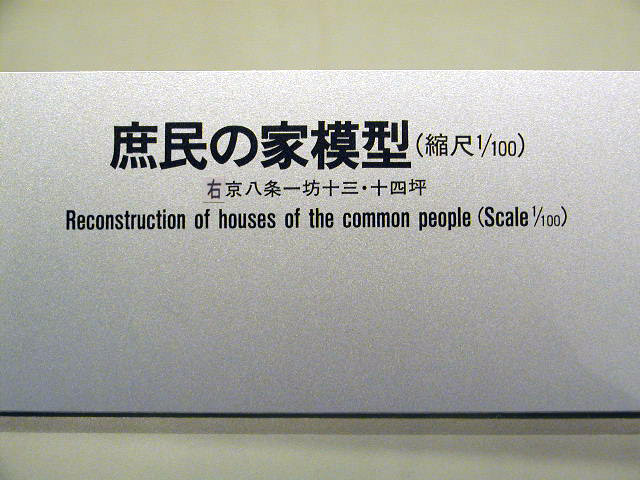 庶民の家模型(縮尺1/100)
右京八条一坊十三・十四坪
Reconstruction of houses of the common people (Scale 1/100)